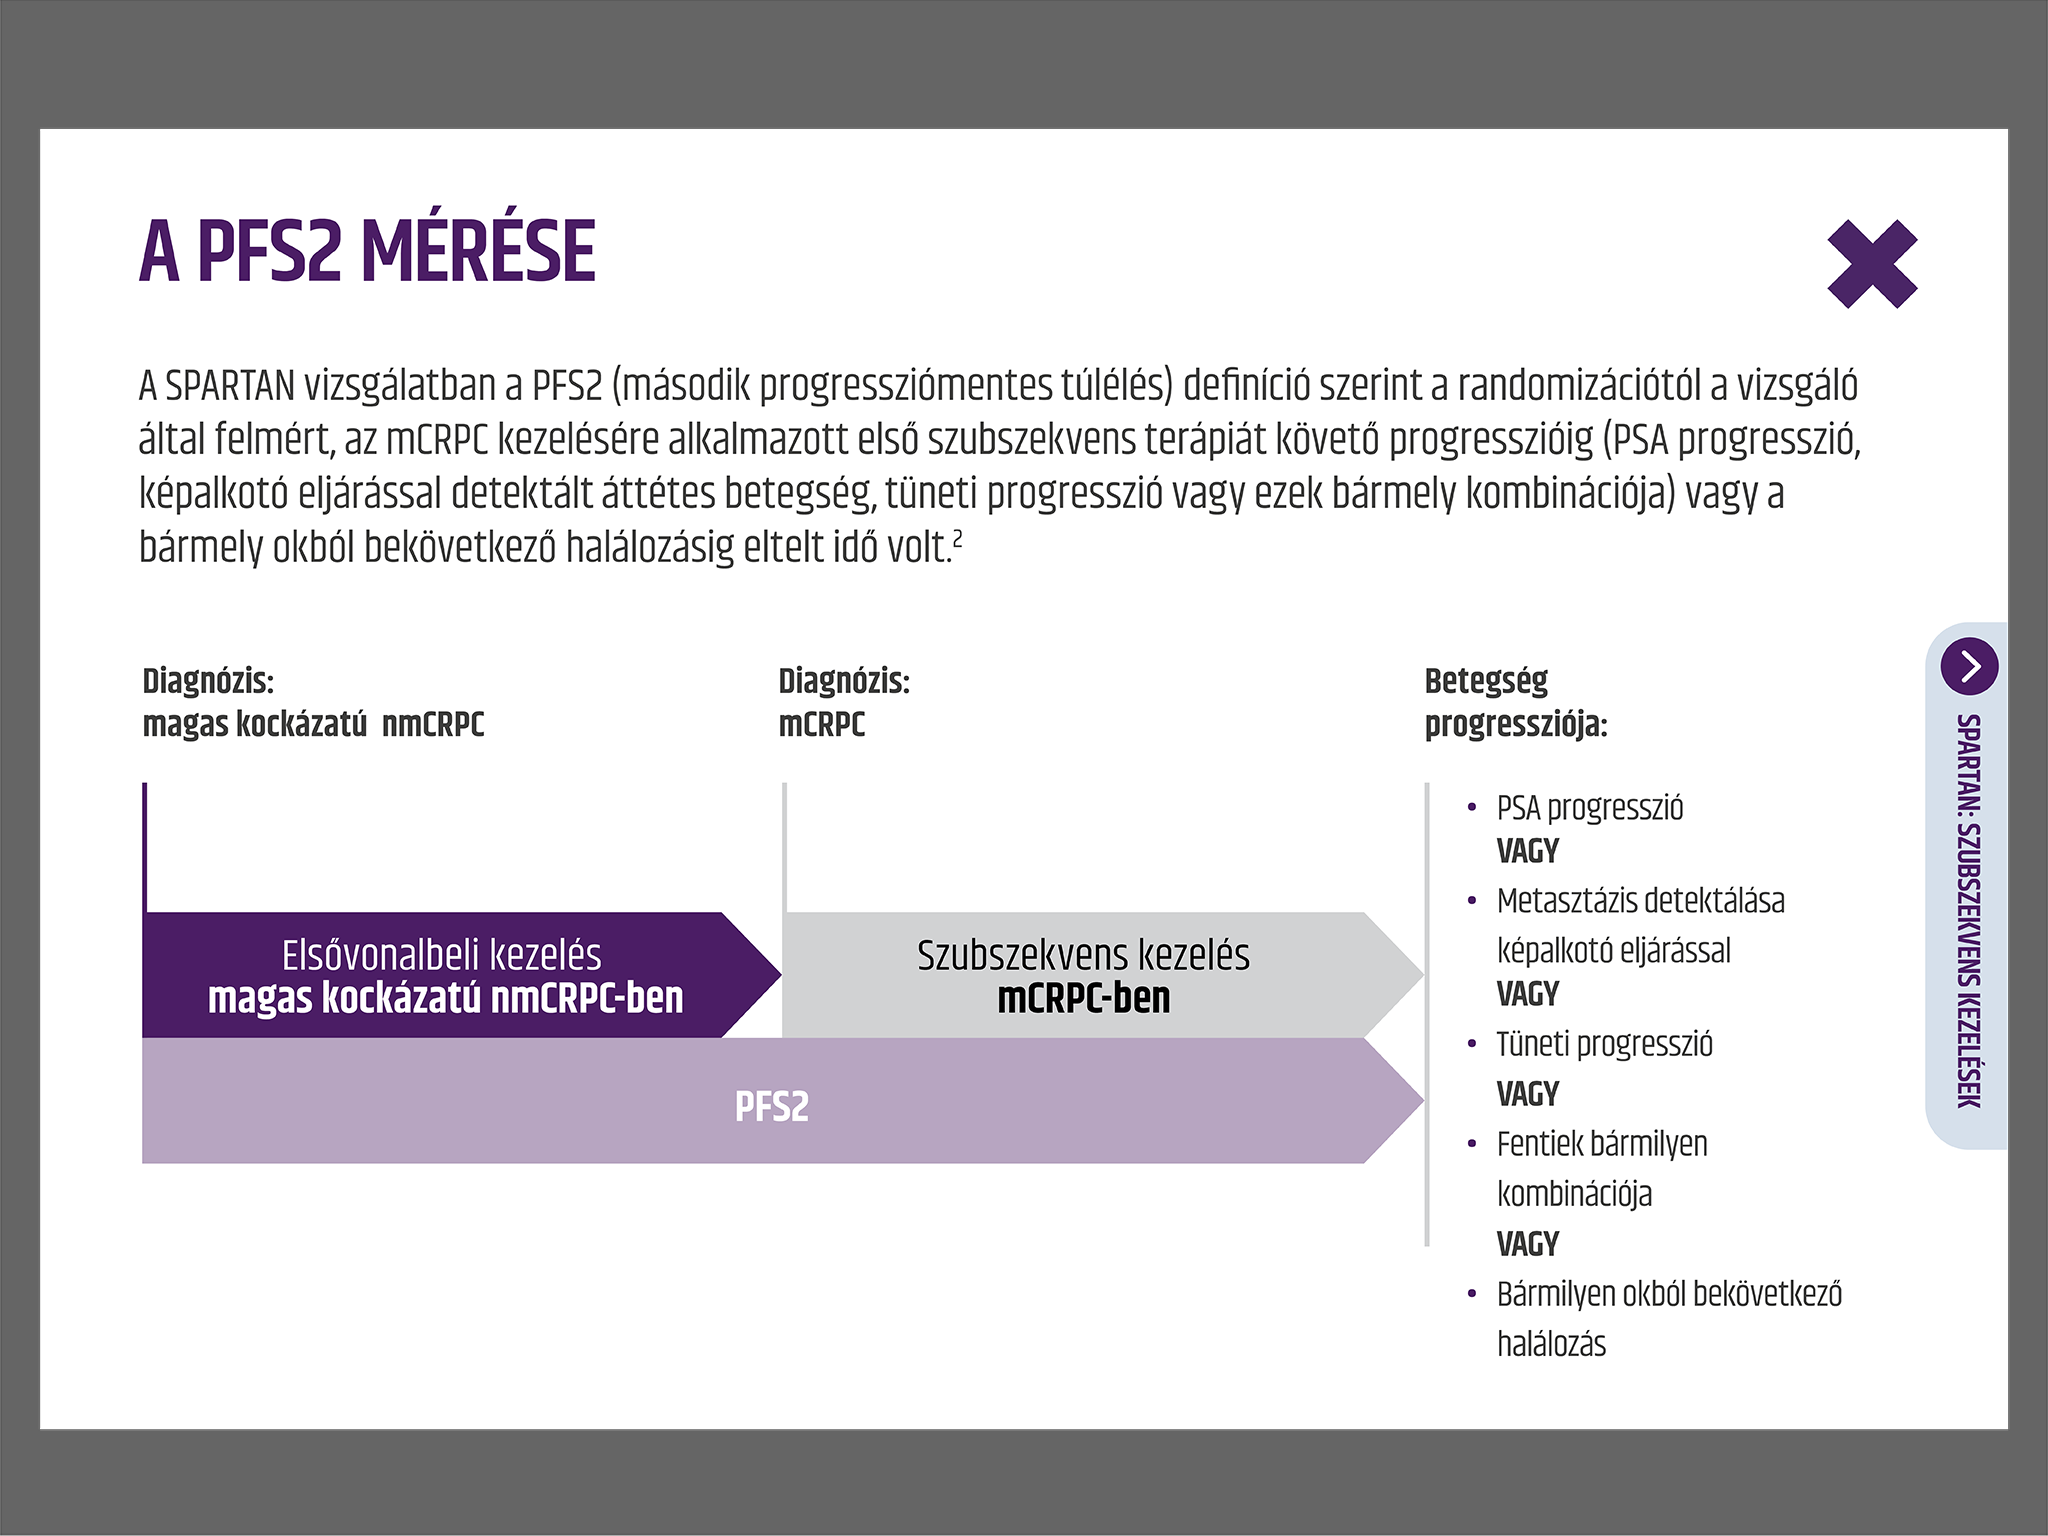 A PFS2 MÉRÉSE
A SPARTAN vizsgálatban a PFS2 (második progressziómentes túlélés) definíció szerint a randomizációtól a vizsgáló
által felmért, az mCRPC kezelésére alkalmazott első szubszekvens terápiát követő progresszióig (PSA progresszió,
képalkotó eljárással detektált áttétes betegség, tüneti progresszió vagy ezek bármely kombinációja) vagy a
bármely okból bekövetkező halálozásig eltelt idő volt.²
Diagnózis:
magas kockázatú nmCRPC
Diagnózis:
mCRPC
Betegség
progressziója:
Elsővonalbeli kezelés
magas kockázatú nmCRPC-ben
Szubszekvens kezelés
mCRPC-ben
PFS2
• PSA progresszió
VAGY
• Metasztázis detektálása
képalkotó eljárással
VAGY
• Tüneti progresszió
VAGY
• Fentiek bármilyen
kombinációja
VAGY
• Bármilyen okból bekövetkező
halálozás
SPARTAN: SZUBSZEKVENS KEZELÉSEK